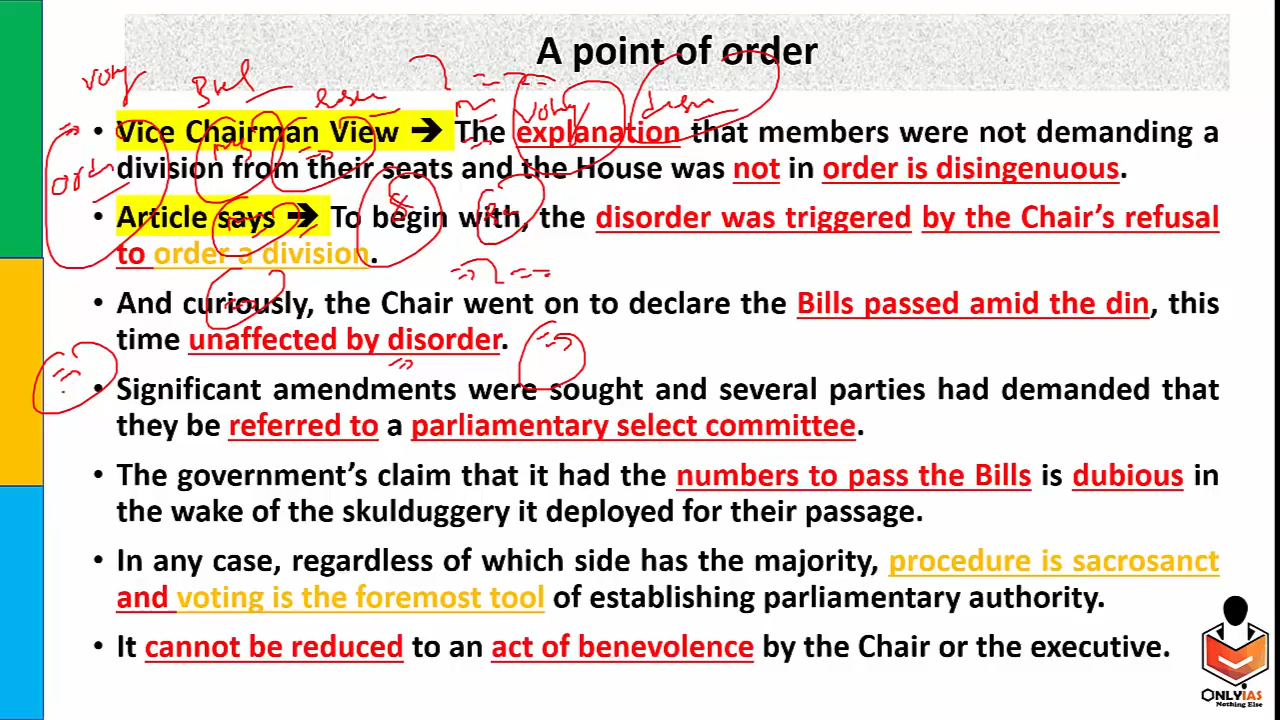 A point of order
voting
Bill
voting
• Vice Chairman View ➔ The explanation that members were not demanding a
division from their seats and the House was not in order is disingenuous.
order
• Article says ➔ To begin with, the disorder was triggered by the Chair's refusal
to order a division.
• And curiously, the Chair went on to declare the Bills passed amid the din, this
time unaffected by disorder.
• Significant amendments were sought and several parties had demanded that
they be referred to a parliamentary select committee.
• The government's claim that it had the numbers to pass the Bills is dubious in
the wake of the skulduggery it deployed for their passage.
• In any case, regardless of which side has the majority, procedure is sacrosanct
and voting is the foremost tool of establishing parliamentary authority.
• It cannot be reduced to an act of benevolence by the Chair or the executive.
ONLYIAS
Nothing Else